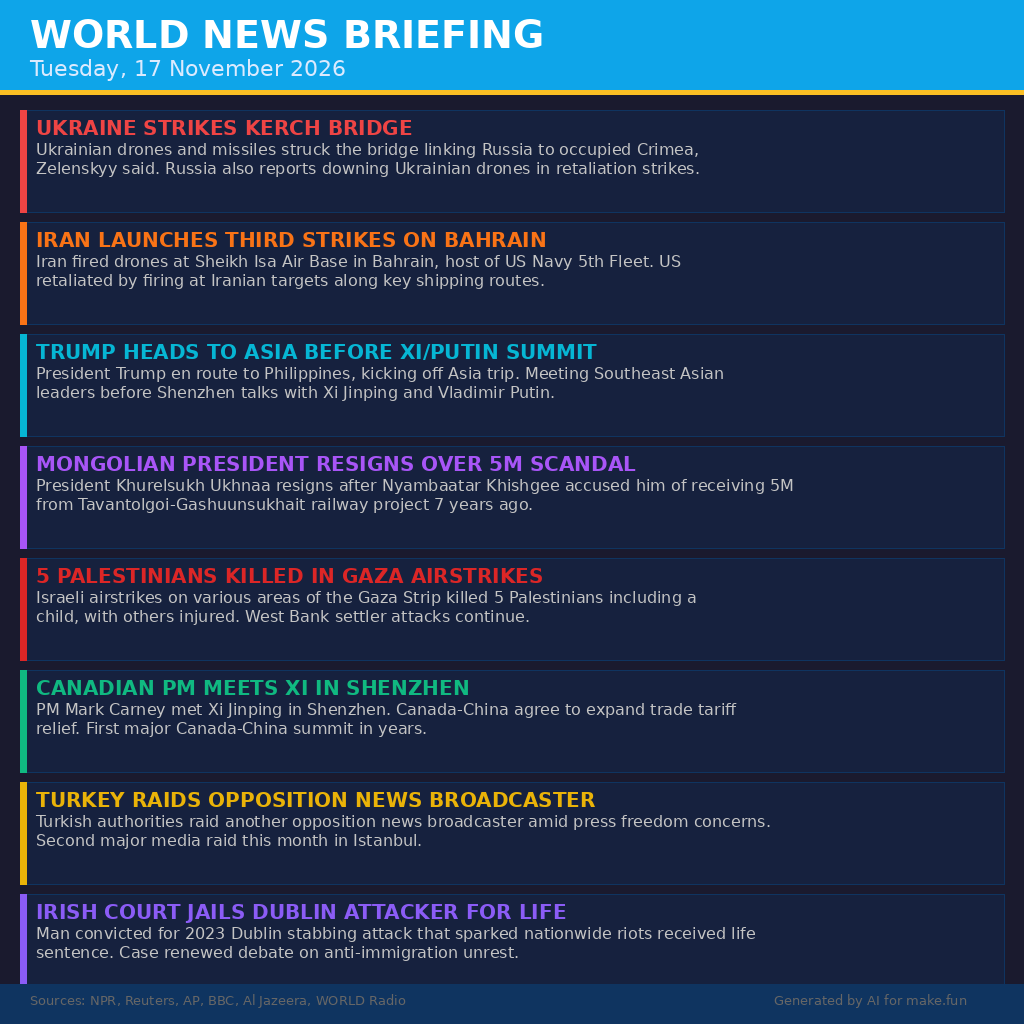 WORLD NEWS BRIEFING
Tuesday, 17 November 2026
UKRAINE STRIKES KERCH BRIDGE
Ukrainian drones and missiles struck the bridge linking Russia to occupied Crimea,
Zelenskyy said. Russia also reports downing Ukrainian drones in retaliation strikes.
IRAN LAUNCHES THIRD STRIKES ON BAHRAIN
Iran fired drones at Sheikh Isa Air Base in Bahrain, host of US Navy 5th Fleet. US
retaliated by firing at Iranian targets along key shipping routes.
TRUMP HEADS TO ASIA BEFORE XI/PUTIN SUMMIT
President Trump en route to Philippines, kicking off Asia trip. Meeting Southeast Asian
leaders before Shenzhen talks with Xi Jinping and Vladimir Putin.
MONGOLIAN PRESIDENT RESIGNS OVER 5M SCANDAL
President Khurelsukh Ukhnaa resigns after Nyambaatar Khishgee accused him of receiving 5M
from Tavantolgoi-Gashuunsukhait railway project 7 years ago.
5 PALESTINIANS KILLED IN GAZA AIRSTRIKES
Israeli airstrikes on various areas of the Gaza Strip killed 5 Palestinians including a
child, with others injured. West Bank settler attacks continue.
CANADIAN PM MEETS XI IN SHENZHEN
PM Mark Carney met Xi Jinping in Shenzhen. Canada-China agree to expand trade tariff
relief. First major Canada-China summit in years.
TURKEY RAIDS OPPOSITION NEWS BROADCASTER
Turkish authorities raid another opposition news broadcaster amid press freedom concerns.
Second major media raid this month in Istanbul.
IRISH COURT JAILS DUBLIN ATTACKER FOR LIFE
Man convicted for 2023 Dublin stabbing attack that sparked nationwide riots received life
sentence. Case renewed debate on anti-immigration unrest.
Sources: NPR, Reuters, AP, BBC, Al Jazeera, WORLD Radio
Generated by AI for make.fun